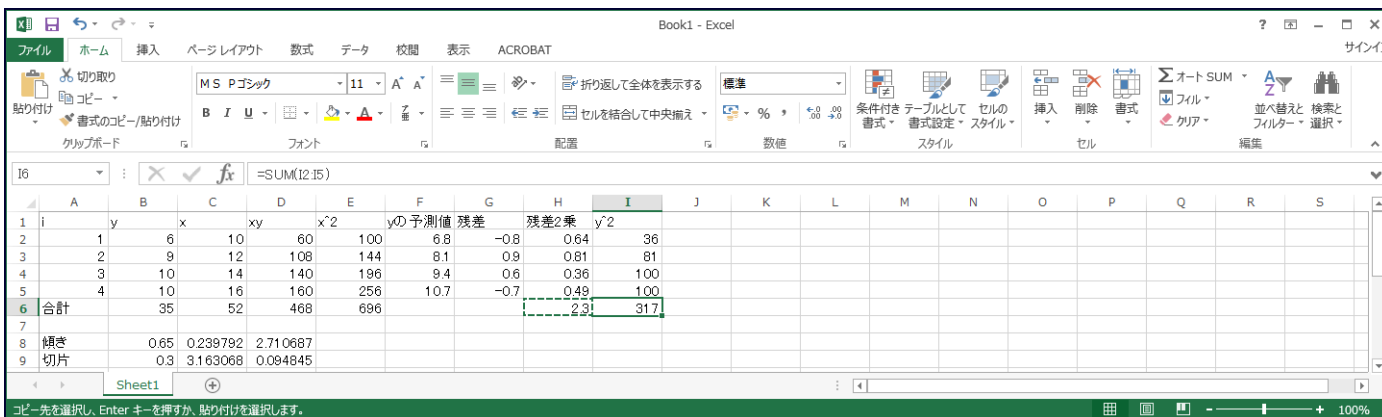 Book1 - Excel
ファイル ホーム 挿入 ページ レイアウト 数式 データ 校閲 表示 ACROBAT サインイ
貼り付け
切り取り
コピー
書式のコピー/貼り付け
クリップボード
MS Pゴシック 11
B I U
フォント
折り返して全体を表示する
セルを結合して中央揃え
配置
標準
数値
条件付き書式 テーブルとして書式設定 セルのスタイル
スタイル
挿入 削除 書式
セル
オート SUM
フィル
クリア
並べ替えとフィルター 検索と選択
編集
I6 fx =SUM(I2:I5)
A B C D E F G H I J K L M N O P Q R S
1 i y x xy x^2 yの予測値 残差 残差2乗 y^2
2 1 6 10 60 100 6.8 -0.8 0.64 36
3 2 9 12 108 144 8.1 0.9 0.81 81
4 3 10 14 140 196 9.4 0.6 0.36 100
5 4 10 16 160 256 10.7 -0.7 0.49 100
6 合計 35 52 468 696 2.3 317
7
8 傾き 0.65 0.239792 2.710687
9 切片 0.3 3.163068 0.094845
Sheet1
コピー先を選択し、Enter キーを押すか、貼り付けを選択します。 100%